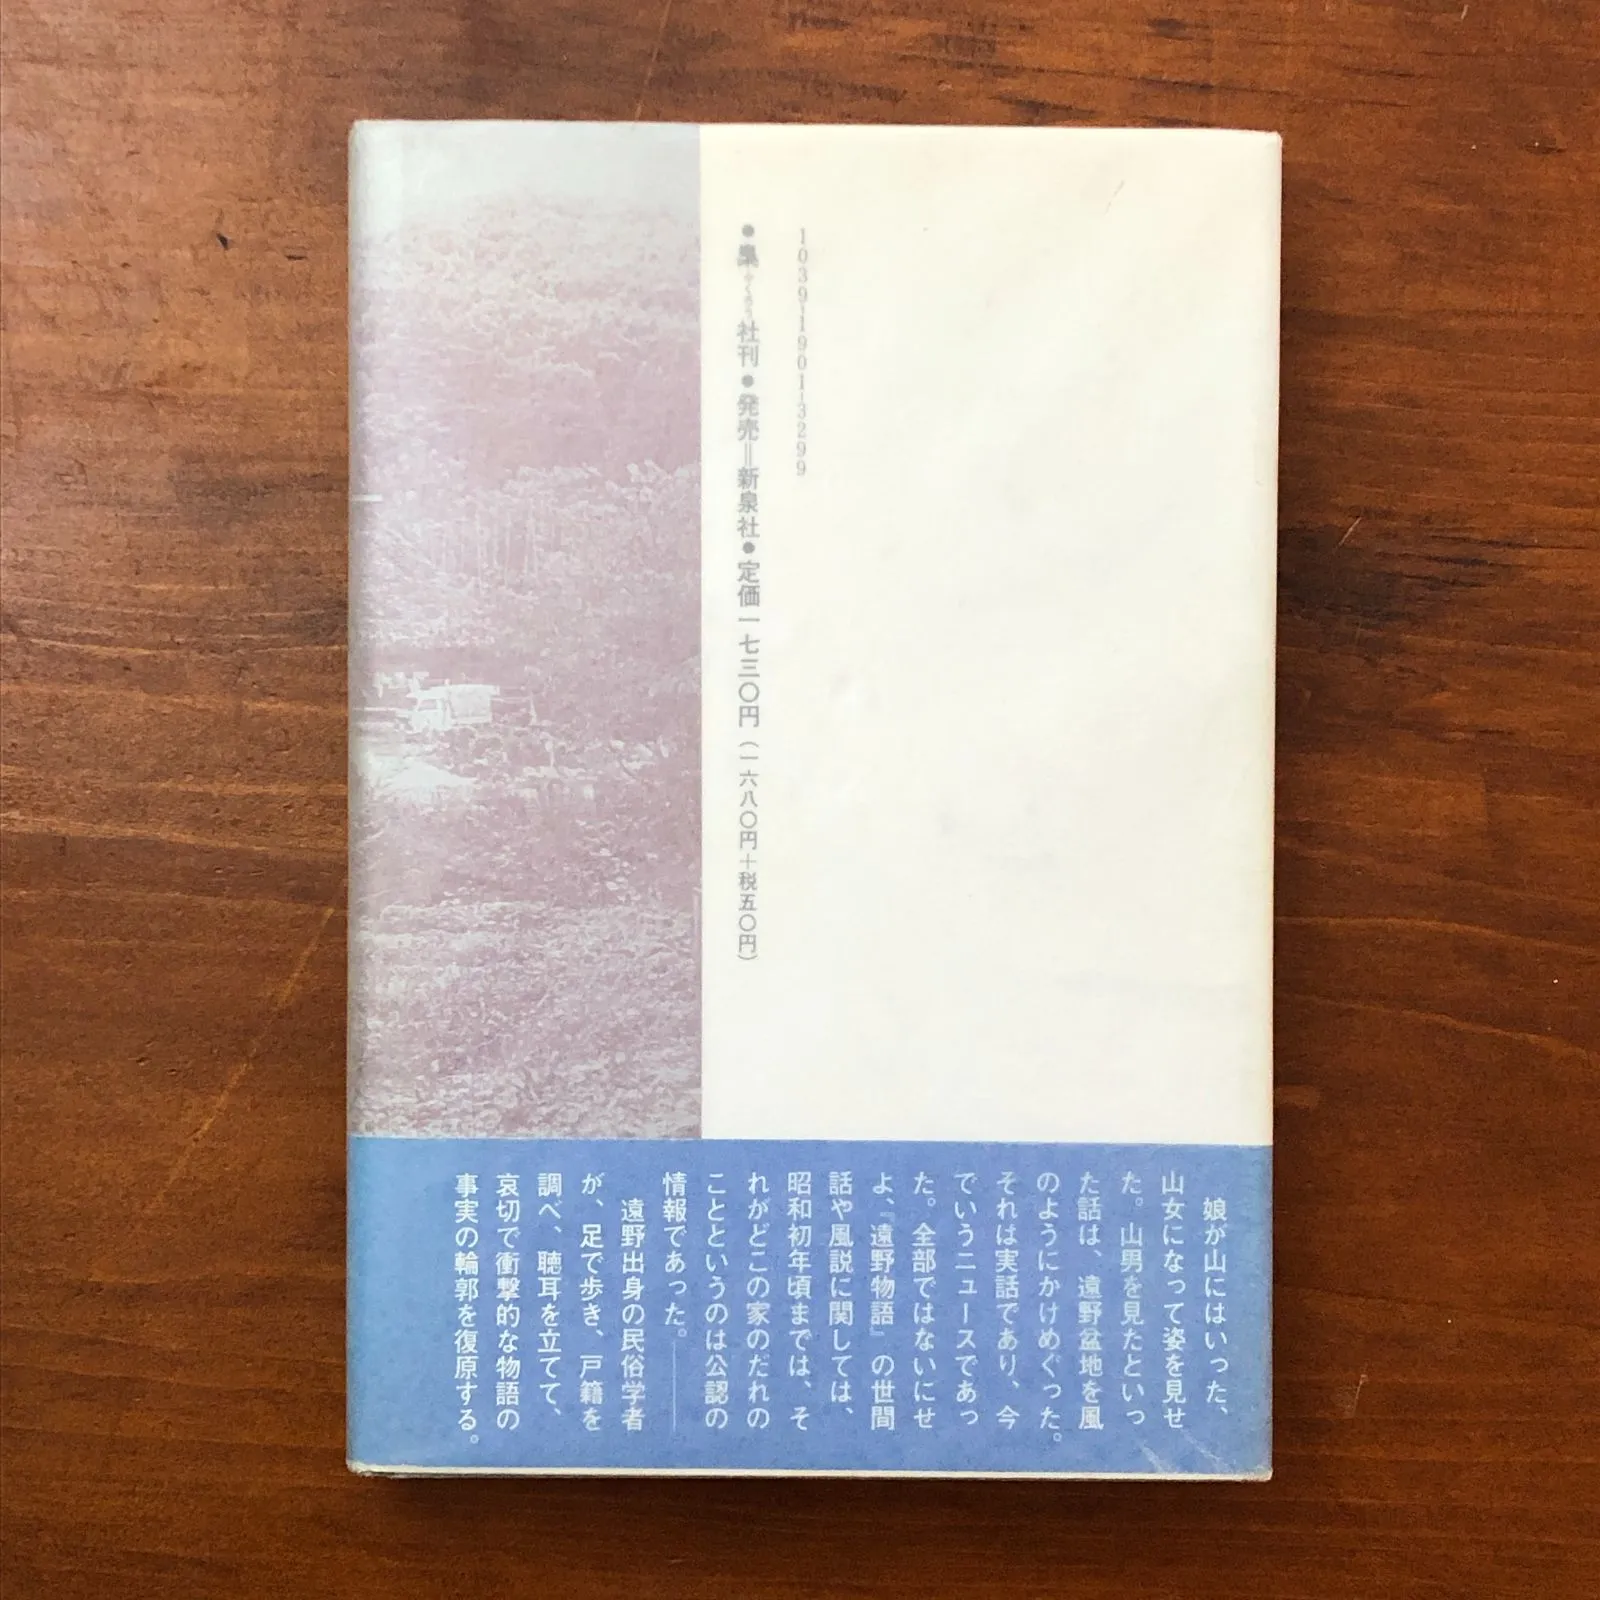 1039-1901-3299
●梟ふくろう社刊●発売＝新泉社●定価一七三〇円（一六八〇円＋税五〇円）
娘が山にはいった、
山女になって姿を見せ
た。山男を見たといっ
た話は、遠野盆地を風
のようにかけめぐった。
それは実話であり、今
でいうニュースであっ
た。全部ではないにせ
よ、『遠野物語』の世間
話や風説に関しては、
昭和初年頃までは、そ
れがどこの家のだれの
ことというのは公認の
情報であった。――
遠野出身の民俗学者
が、足で歩き、戸籍を
調べ、聴耳を立てて、
哀切で衝撃的な物語の
事実の輪郭を復原する。